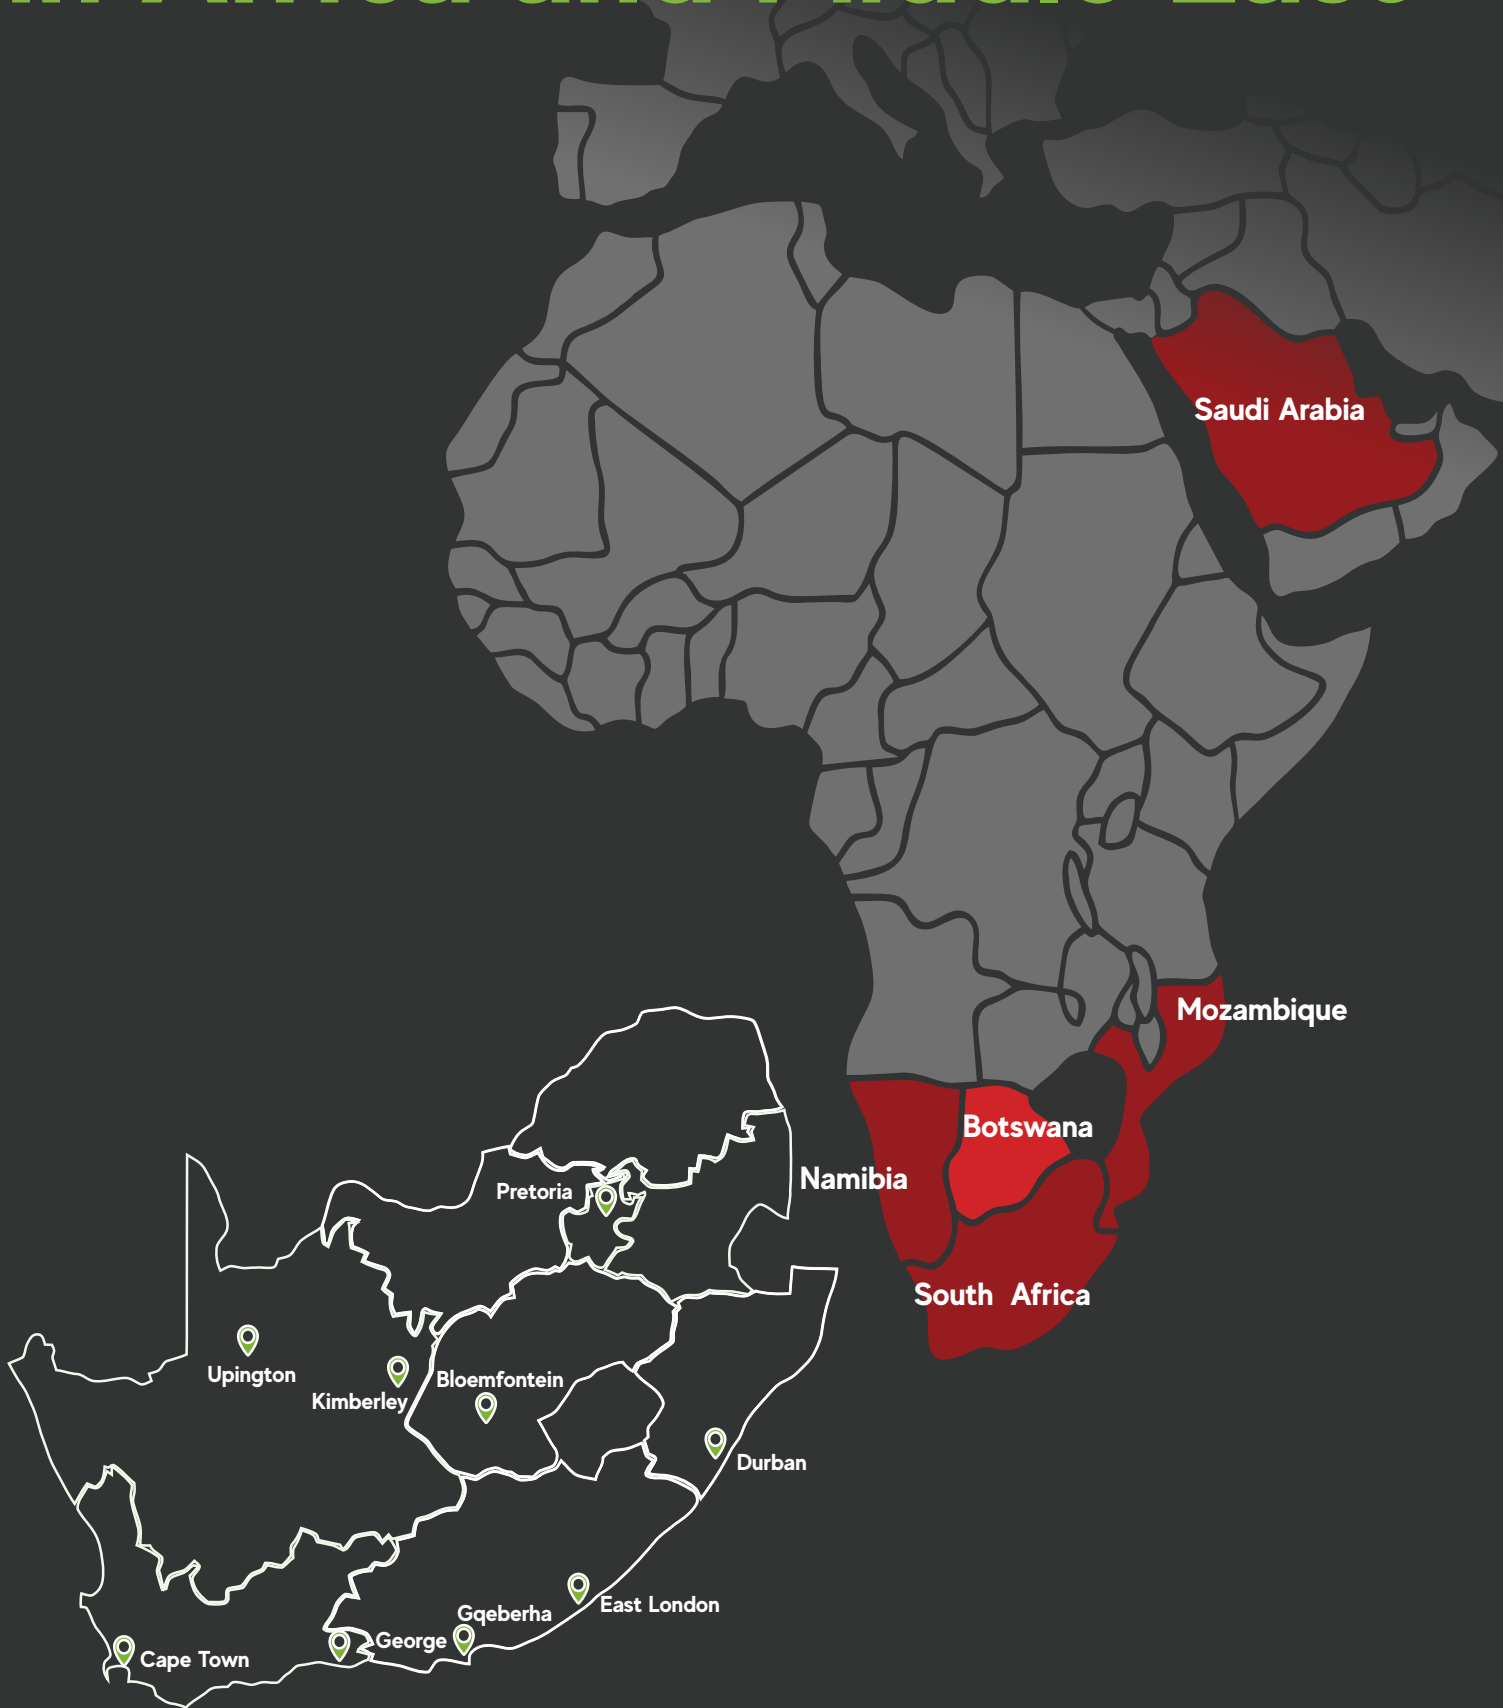 Saudi Arabia
Mozambique
Botswana
Namibia
South Africa
Pretoria
Upington
Kimberley
Bloemfontein
Durban
East London
Gqeberha
George
Cape Town